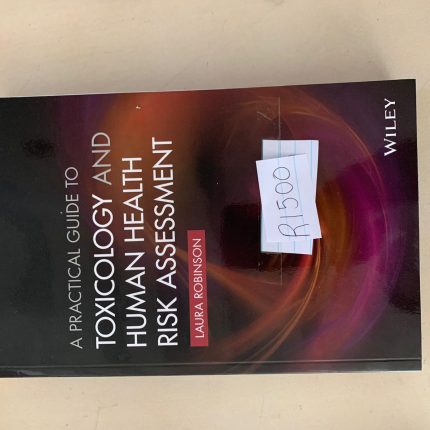 A PRACTICAL GUIDE TO
TOXICOLOGY AND
HUMAN HEALTH
RISK ASSESSMENT
LAURA ROBINSON
R1500
WILEY